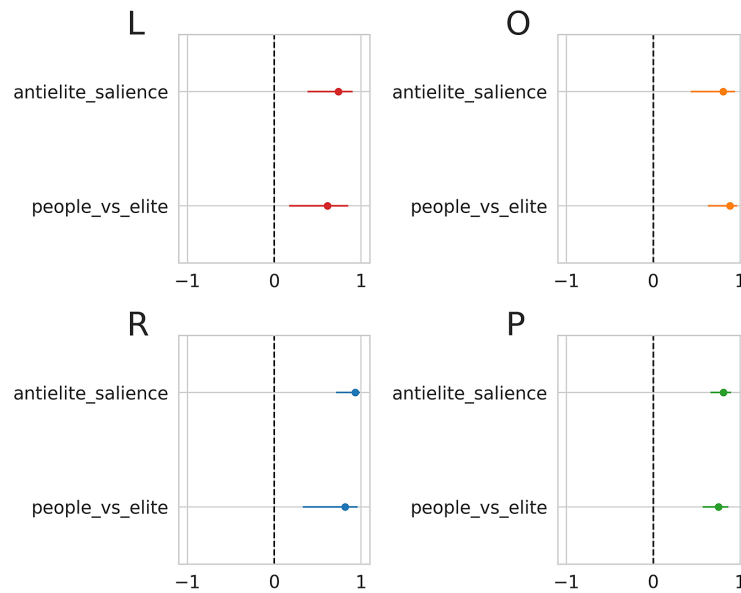 L
antielite_salience
people_vs_elite
−1 0 1
O
antielite_salience
people_vs_elite
−1 0 1
R
antielite_salience
people_vs_elite
−1 0 1
P
antielite_salience
people_vs_elite
−1 0 1